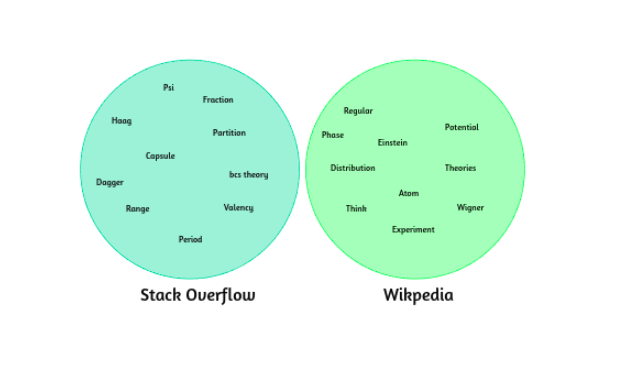 Psi
Fraction
Haag
Partition
Capsule
bcs theory
Dagger
Range
Valency
Period
Stack Overflow
Regular
Potential
Phase
Einstein
Distribution
Theories
Atom
Think
Wigner
Experiment
Wikpedia